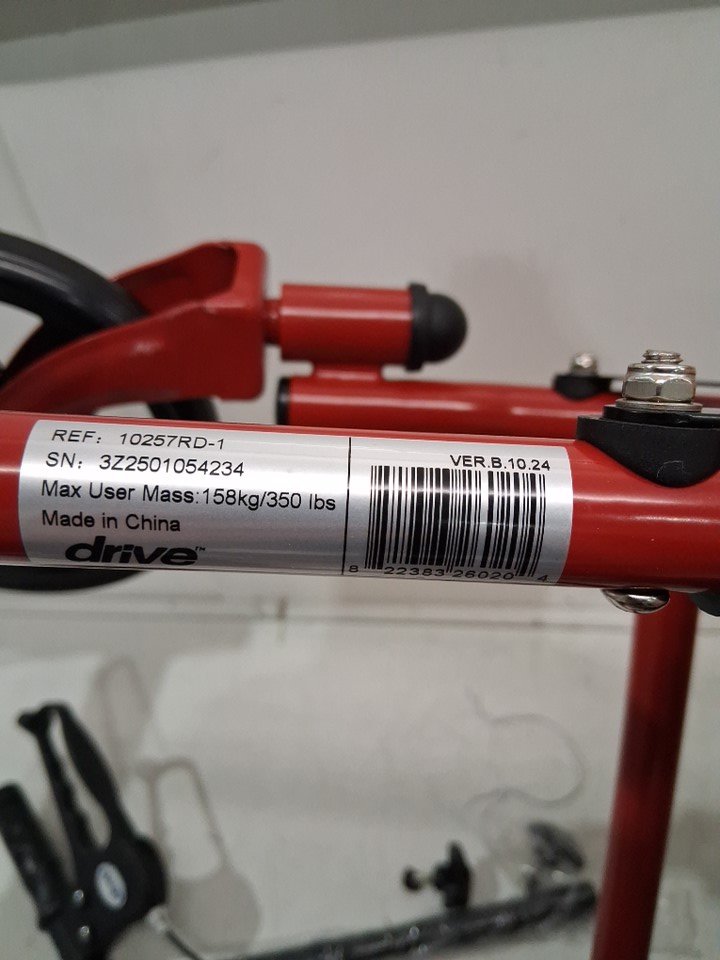 REF: 10257RD-1
SN: 3Z2501054234
Max User Mass:158kg/350 lbs
Made in China
drive™
VER.B.10.24
8 22383 26020 4